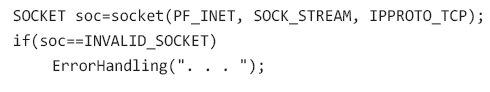 SOCKET soc=socket(PF_INET, SOCK_STREAM, IPPROTO_TCP);
if(soc==INVALID_SOCKET)
    ErrorHandling(". . . ");